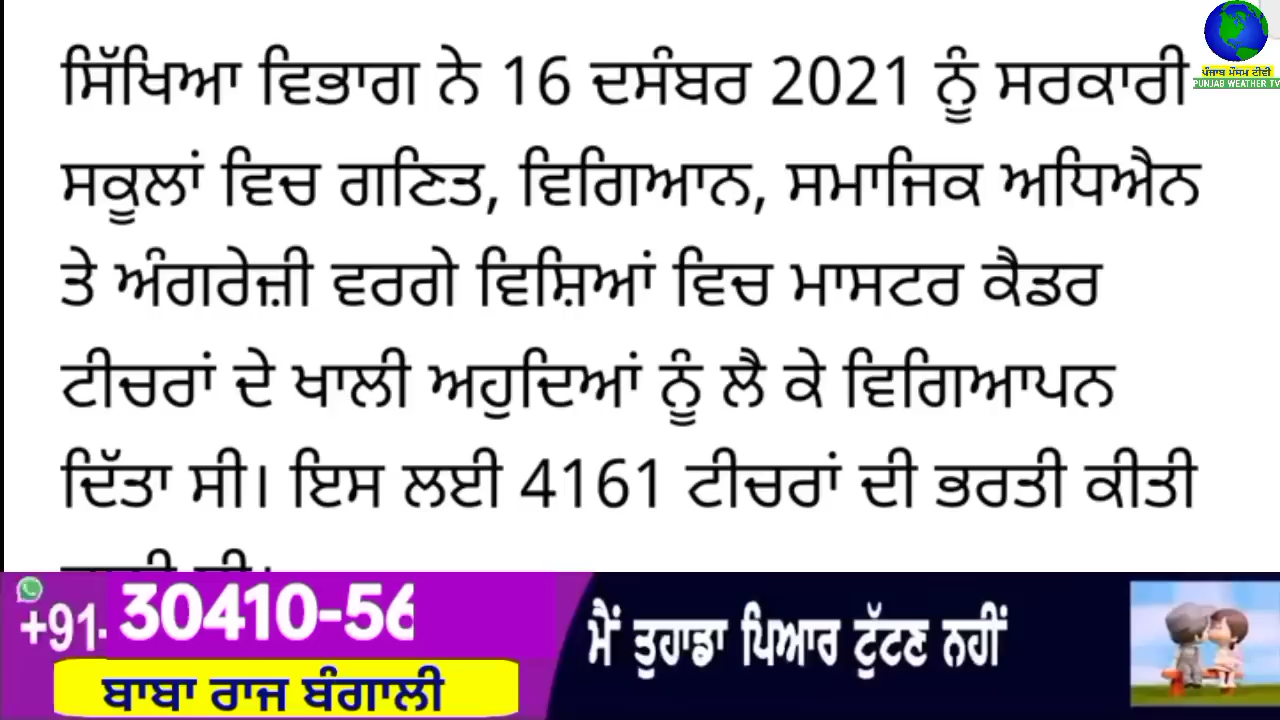 ਪੰਜਾਬ ਮੌਸਮ ਟੀਵੀ
PUNJAB WEATHER TV
ਸਿੱਖਿਆ ਵਿਭਾਗ ਨੇ 16 ਦਸੰਬਰ 2021 ਨੂੰ ਸਰਕਾਰੀ
ਸਕੂਲਾਂ ਵਿਚ ਗਣਿਤ, ਵਿਗਿਆਨ, ਸਮਾਜਿਕ ਅਧਿਐਨ
ਤੇ ਅੰਗਰੇਜ਼ੀ ਵਰਗੇ ਵਿਸ਼ਿਆਂ ਵਿਚ ਮਾਸਟਰ ਕੈਡਰ
ਟੀਚਰਾਂ ਦੇ ਖਾਲੀ ਅਹੁਦਿਆਂ ਨੂੰ ਲੈ ਕੇ ਵਿਗਿਆਪਨ
ਦਿੱਤਾ ਸੀ। ਇਸ ਲਈ 4161 ਟੀਚਰਾਂ ਦੀ ਭਰਤੀ ਕੀਤੀ
+91- 30410-56
ਬਾਬਾ ਰਾਜ ਬੰਗਾਲੀ
ਮੈਂ ਤੁਹਾਡਾ ਪਿਆਰ ਟੁੱਟਣ ਨਹੀਂ